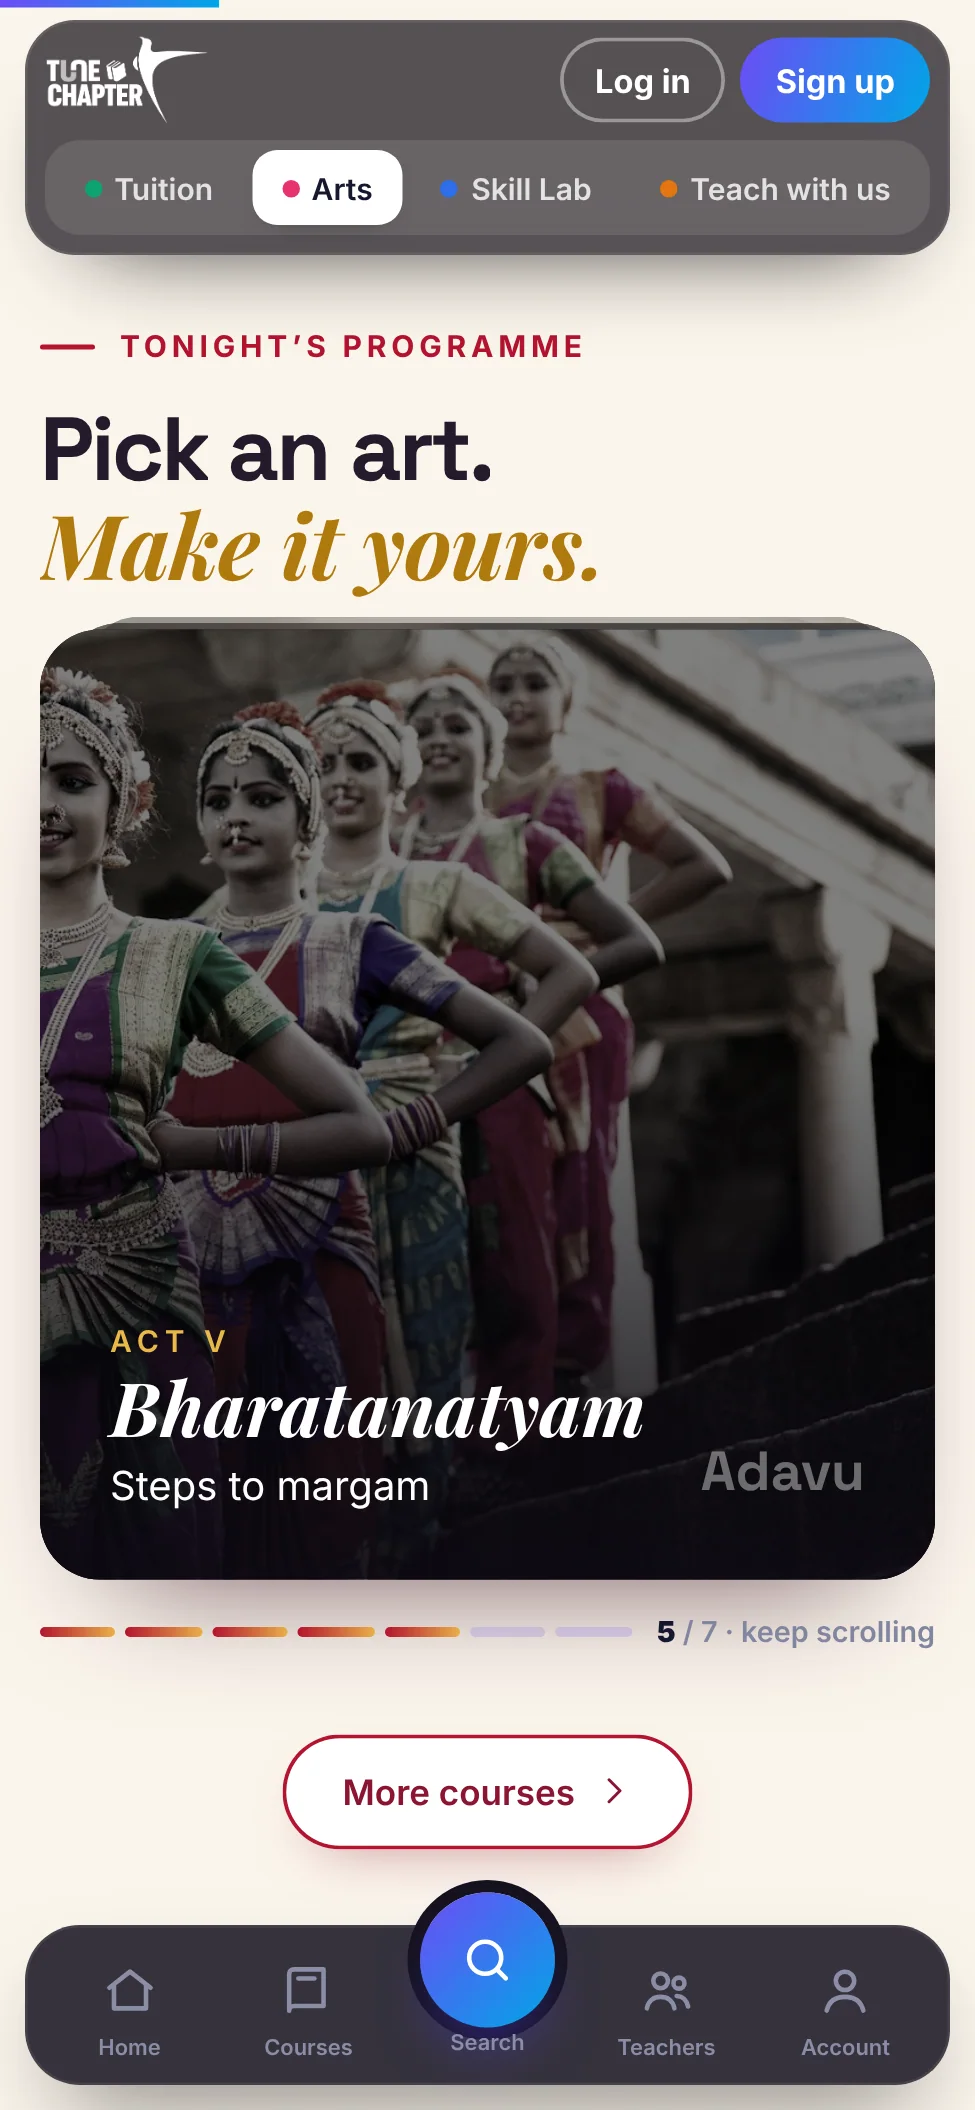 TUNE
CHAPTER
Log in
Sign up
Tuition
Arts
Skill Lab
Teach with us
TONIGHT’S PROGRAMME
Pick an art.
Make it yours.
ACT V
Bharatanatyam
Steps to margam
Adavu
5 / 7 · keep scrolling
More courses
Home
Courses
Search
Teachers
Account